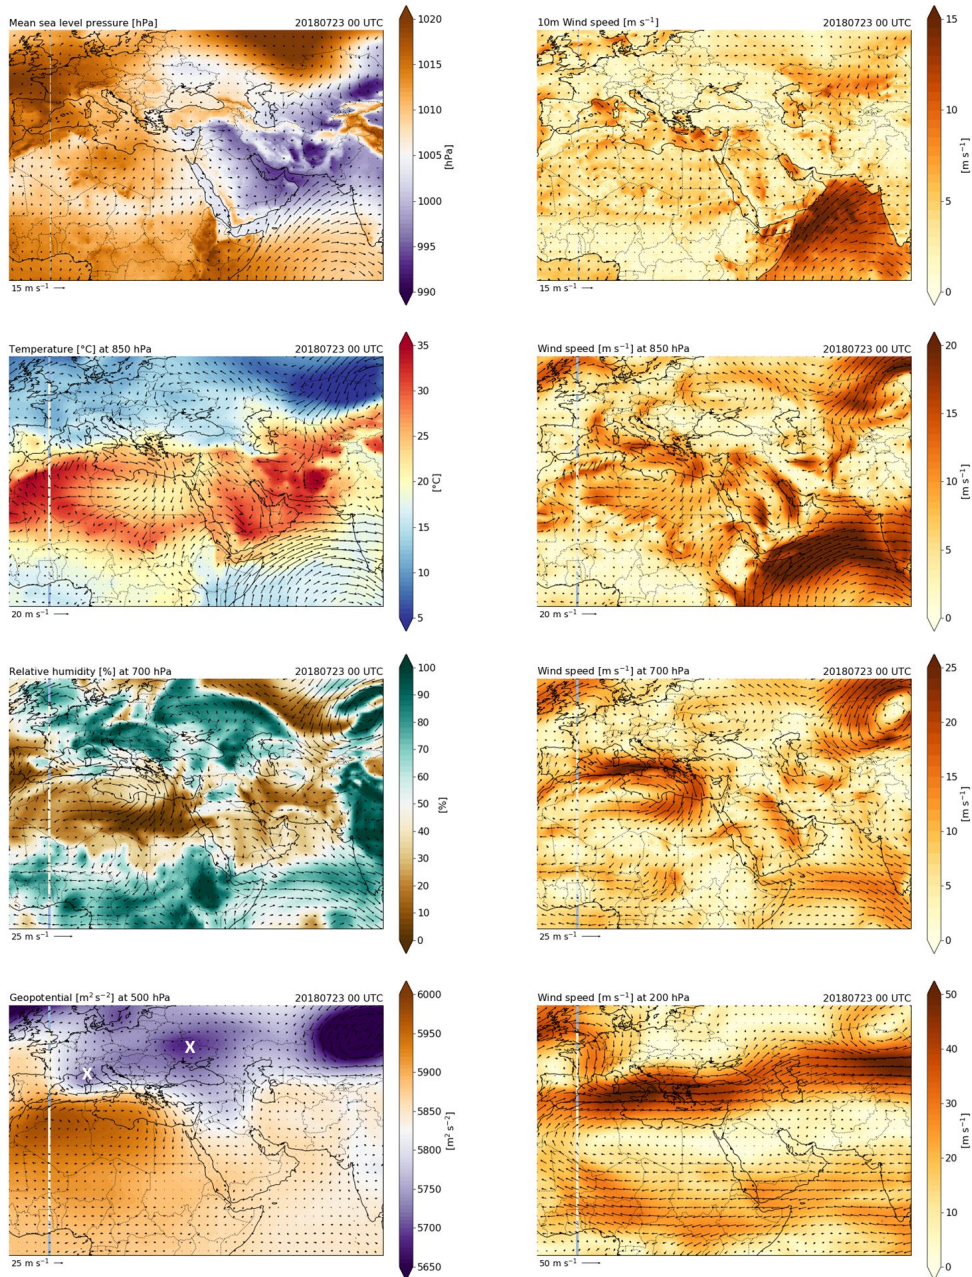 Mean sea level pressure [hPa] 20180723 00 UTC
1020
1015
1010
1005
1000
995
990
[hPa]
15 m s⁻¹
10m Wind speed [m s⁻¹] 20180723 00 UTC
15
10
5
0
[m s⁻¹]
15 m s⁻¹
Temperature [°C] at 850 hPa 20180723 00 UTC
35
30
25
20
15
10
5
[°C]
20 m s⁻¹
Wind speed [m s⁻¹] at 850 hPa 20180723 00 UTC
20
15
10
5
0
[m s⁻¹]
20 m s⁻¹
Relative humidity [%] at 700 hPa 20180723 00 UTC
100
90
80
70
60
50
40
30
20
10
0
[%]
25 m s⁻¹
Wind speed [m s⁻¹] at 700 hPa 20180723 00 UTC
25
20
15
10
5
0
[m s⁻¹]
25 m s⁻¹
Geopotential [m² s⁻²] at 500 hPa 20180723 00 UTC
X
X
6000
5950
5900
5850
5800
5750
5700
5650
[m² s⁻²]
25 m s⁻¹
Wind speed [m s⁻¹] at 200 hPa 20180723 00 UTC
50
40
30
20
10
0
[m s⁻¹]
50 m s⁻¹